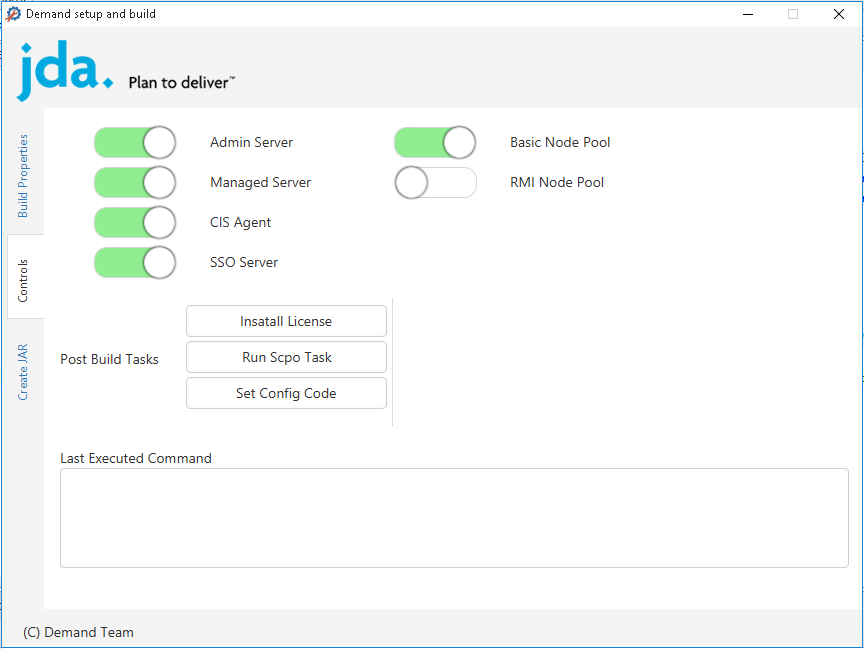 Demand setup and build
jda.
Plan to deliver™
Build Properties
Controls
Create JAR
Admin Server
Basic Node Pool
Managed Server
RMI Node Pool
CIS Agent
SSO Server
Post Build Tasks
Insatall License
Run Scpo Task
Set Config Code
Last Executed Command
(C) Demand Team